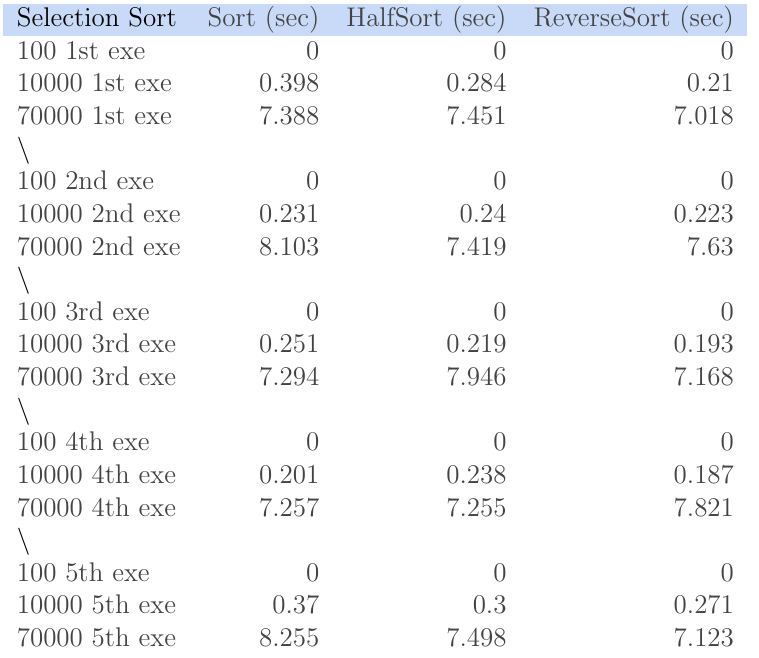 Selection Sort Sort (sec) HalfSort (sec) ReverseSort (sec)
100 1st exe 0 0 0
10000 1st exe 0.398 0.284 0.21
70000 1st exe 7.388 7.451 7.018
\
100 2nd exe 0 0 0
10000 2nd exe 0.231 0.24 0.223
70000 2nd exe 8.103 7.419 7.63
\
100 3rd exe 0 0 0
10000 3rd exe 0.251 0.219 0.193
70000 3rd exe 7.294 7.946 7.168
\
100 4th exe 0 0 0
10000 4th exe 0.201 0.238 0.187
70000 4th exe 7.257 7.255 7.821
\
100 5th exe 0 0 0
10000 5th exe 0.37 0.3 0.271
70000 5th exe 8.255 7.498 7.123